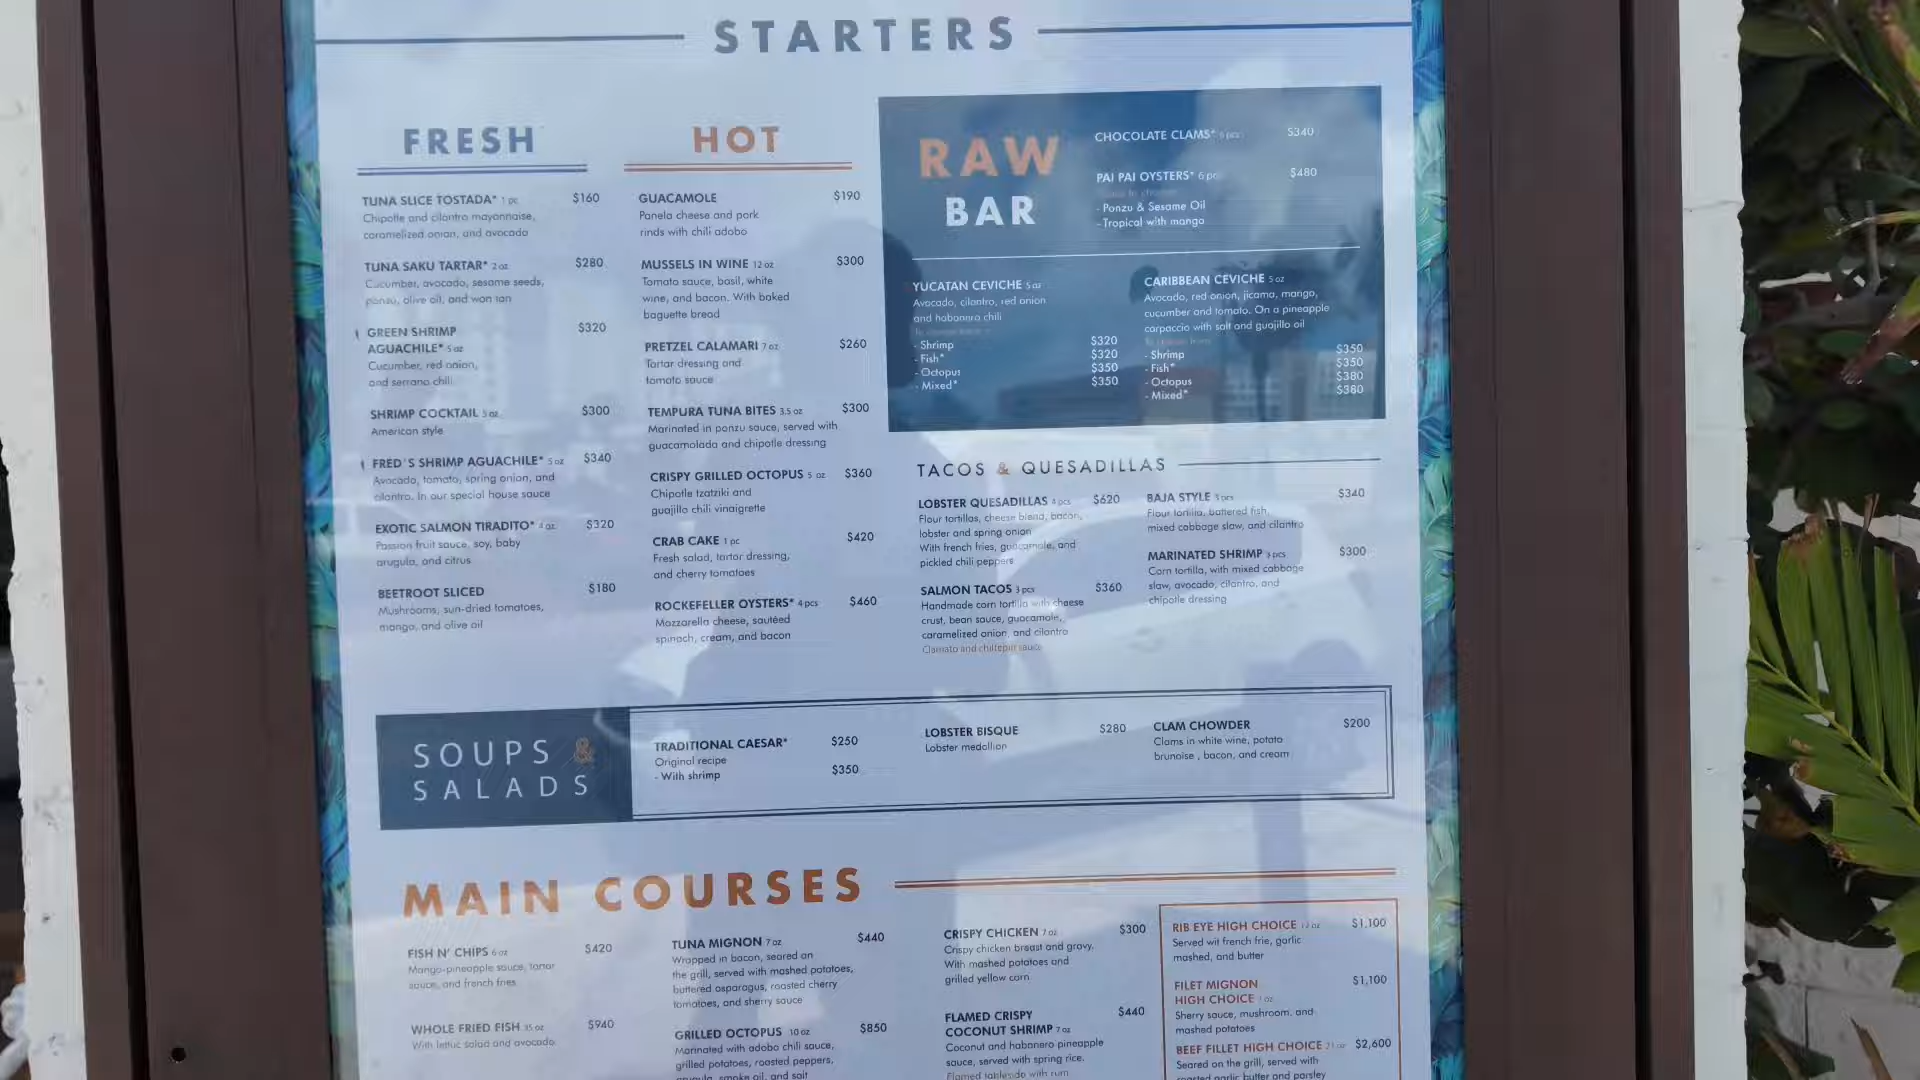 STARTERS
FRESH
TUNA SLICE TOSTADA* 1 pc $160
Chipotle and cilantro mayonnaise,
caramelized onion, and avocado
TUNA SAKU TARTAR* 2 oz $280
Cucumber, avocado, sesame seeds,
ponzu, olive oil, and won tan
GREEN SHRIMP
AGUACHILE* 5 oz $320
Cucumber, red onion,
and serrano chili
SHRIMP COCKTAIL 5 oz $300
American style
FRED'S SHRIMP AGUACHILE* 5 oz $340
Avocado, tomato, spring onion, and
cilantro. In our special house sauce
EXOTIC SALMON TIRADITO* 4 oz $320
Passion fruit sauce, soy, baby
arugula, and citrus
BEETROOT SLICED $180
Mushrooms, sun-dried tomatoes,
mango, and olive oil
HOT
GUACAMOLE $190
Panela cheese and pork
rinds with chili adobo
MUSSELS IN WINE 12 oz $300
Tomato sauce, basil, white
wine, and bacon. With baked
baguette bread
PRETZEL CALAMARI 7 oz $260
Tartar dressing and
tomato sauce
TEMPURA TUNA BITES 3.5 oz $300
Marinated in ponzu sauce, served with
guacamolada and chipotle dressing
CRISPY GRILLED OCTOPUS 5 oz $360
Chipotle tzatziki and
guajillo chili vinaigrette
CRAB CAKE 1 pc $420
Fresh salad, tartar dressing,
and cherry tomatoes
ROCKEFELLER OYSTERS* 4 pcs $460
Mozzarella cheese, sautéed
spinach, cream, and bacon
RAW
BAR
CHOCOLATE CLAMS* 6 pcs $340
PAI PAI OYSTERS* 6 pc $480
- Ponzu & Sesame Oil
- Tropical with mango
YUCATAN CEVICHE 5 oz
Avocado, cilantro, red onion
and habanero chili
- Shrimp $320
- Fish* $320
- Octopus $350
- Mixed* $350
CARIBBEAN CEVICHE 5 oz
Avocado, red onion, jicama, mango,
cucumber and tomato. On a pineapple
carpaccio with salt and guajillo oil
- Shrimp $350
- Fish* $350
- Octopus $380
- Mixed* $380
TACOS & QUESADILLAS
LOBSTER QUESADILLAS 4 pcs $620
Flour tortillas, cheese blend, bacon,
lobster and spring onion
With french fries, guacamole, and
pickled chili peppers
SALMON TACOS 3 pcs $360
Handmade corn tortilla with cheese
crust, bean sauce, guacamole,
caramelized onion, and cilantro
Clamato and chiltepin sauce
BAJA STYLE 3 pcs $340
Flour tortilla, battered fish,
mixed cabbage slaw, and cilantro
MARINATED SHRIMP 3 pcs $300
Corn tortilla, with mixed cabbage
slaw, avocado, cilantro, and
chipotle dressing
SOUPS &
SALADS
TRADITIONAL CAESAR* $250
Original recipe
- With shrimp $350
LOBSTER BISQUE $280
Lobster medallion
CLAM CHOWDER $200
Clams in white wine, potato
brunoise , bacon, and cream
MAIN COURSES
FISH N' CHIPS 6 oz $420
Mango-pineapple sauce, tartar
sauce, and french fries
WHOLE FRIED FISH 35 oz $940
With lettuc salad and avocado
TUNA MIGNON 7 oz $440
Wrapped in bacon, seared on
the grill, served with mashed potatoes,
buttered asparagus, roasted cherry
tomatoes, and sherry sauce
GRILLED OCTOPUS 10 oz $850
Marinated with adobo chili sauce,
grilled potatoes, roasted peppers,
arugula, smoke oil, and salt
CRISPY CHICKEN 7 oz $300
Crispy chicken breast and gravy.
With mashed potatoes and
grilled yellow corn
FLAMED CRISPY
COCONUT SHRIMP 7 oz $440
Coconut and habanero pineapple
sauce, served with spring rice.
Flamed tableside with rum
RIB EYE HIGH CHOICE 12 oz $1,100
Served wit french frie, garlic
mashed, and butter
FILET MIGNON
HIGH CHOICE 7 oz $1,100
Sherry sauce, mushroom, and
mashed potatoes
BEEF FILLET HIGH CHOICE 21 oz $2,600
Seared on the grill, served with
roasted garlic butter and parsley